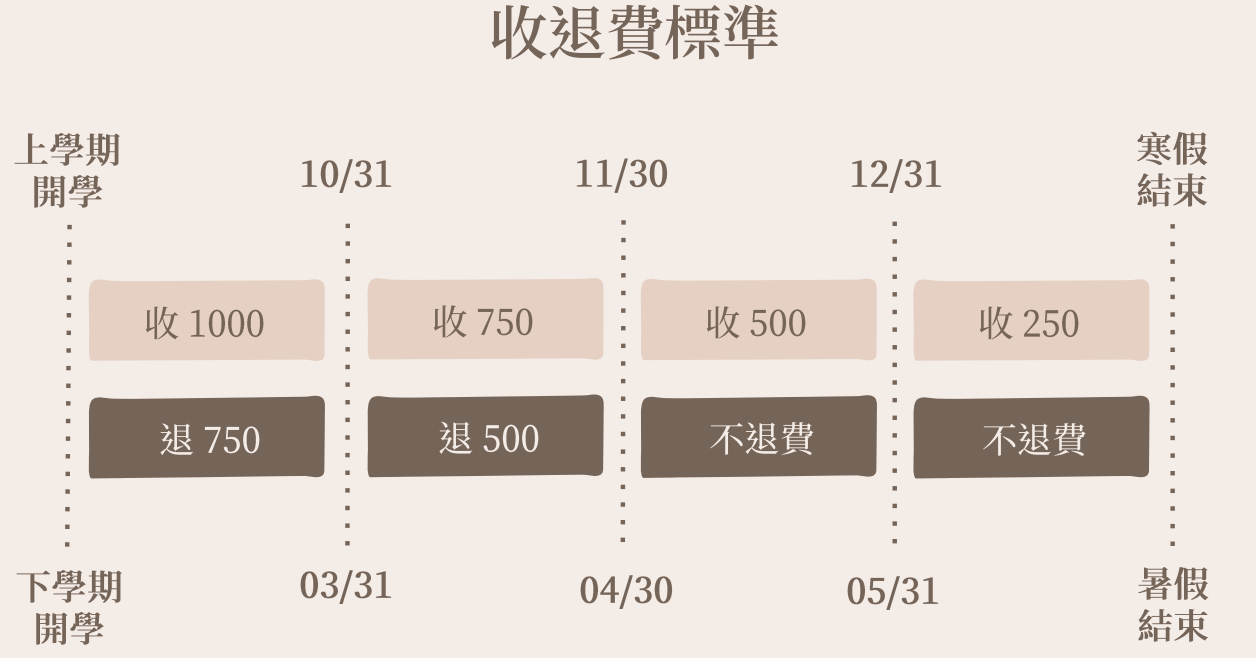 收退費標準
上學期
開學
10/31
11/30
12/31
寒假
結束
收 1000
收 750
收 500
收 250
退 750
退 500
不退費
不退費
下學期
開學
03/31
04/30
05/31
暑假
結束